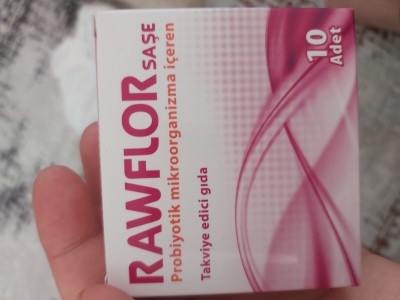 RAWFLOR
SAŞE
Probiyotik mikroorganizma içeren
Takviye edici gıda
10
Adet